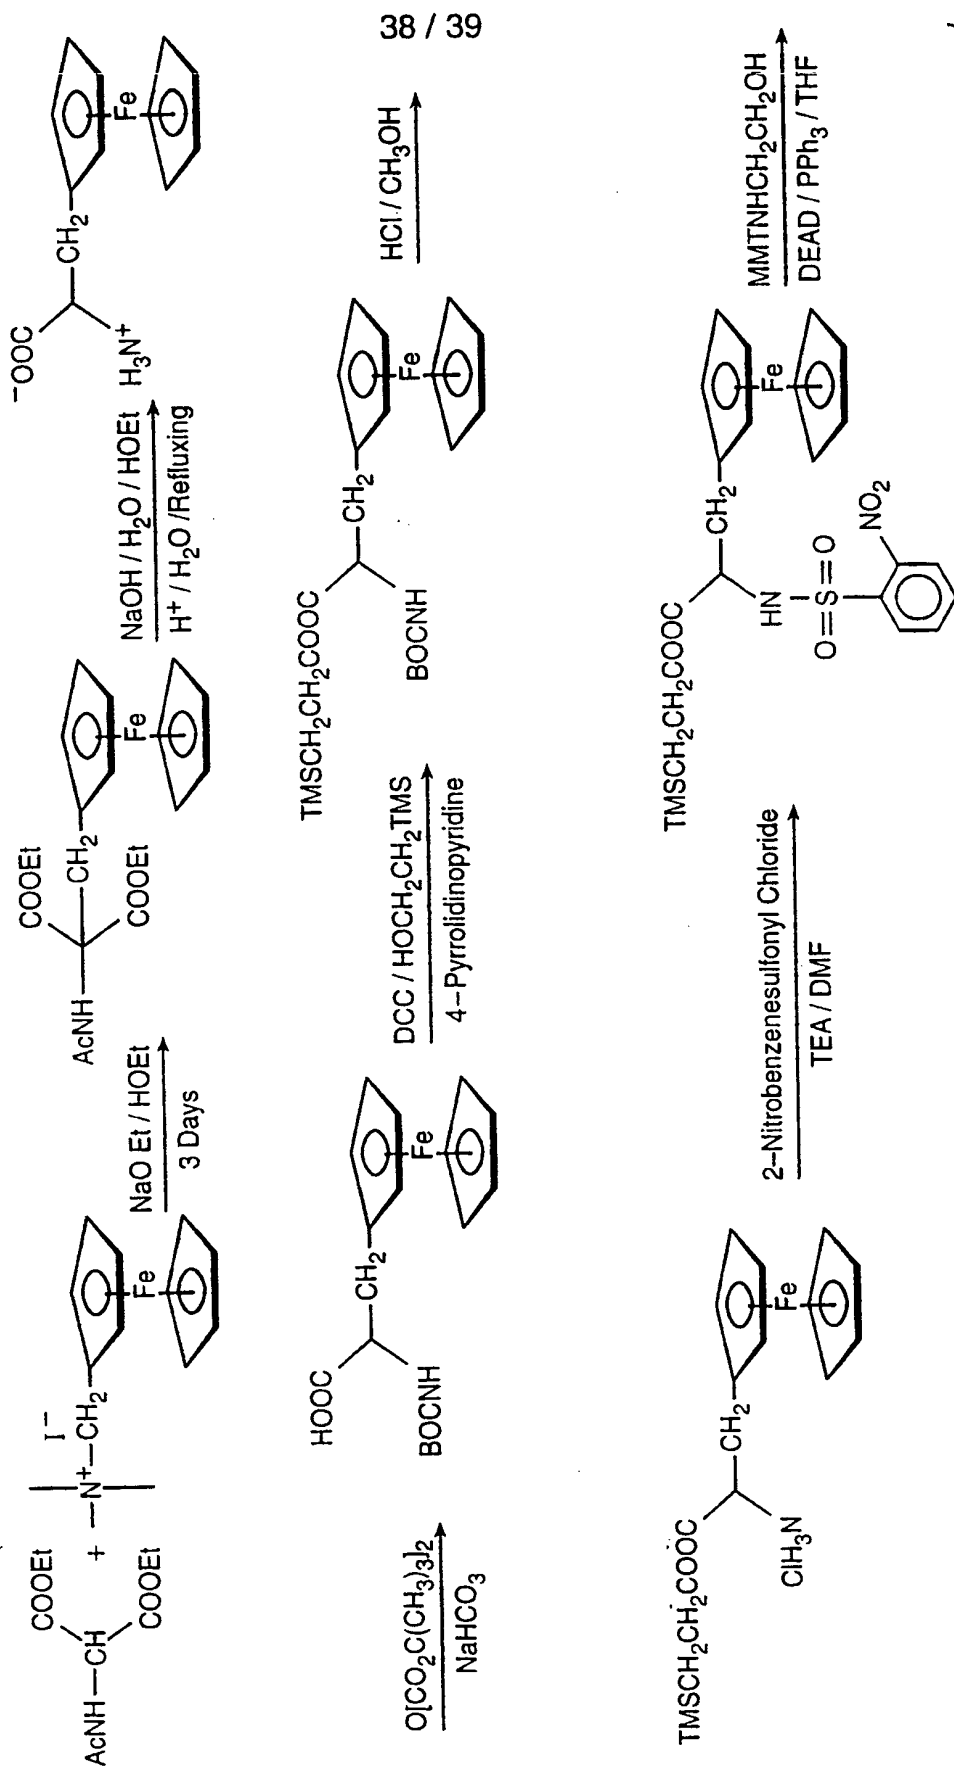 38 / 39
AcNH—CH
COOEt
COOEt
+
—N⁺—CH₂
I⁻
Fe
NaO Et / HOEt
3 Days
AcNH
COOEt
COOEt
CH₂
Fe
NaOH / H₂O / HOEt
H⁺ / H₂O /Refluxing
⁻OOC
H₃N⁺
CH₂
Fe
O[CO₂C(CH₃)₃]₂
NaHCO₃
HOOC
BOCNH
CH₂
Fe
DCC / HOCH₂CH₂TMS
4–Pyrrolidinopyridine
TMSCH₂CH₂COOC
BOCNH
CH₂
Fe
HCl / CH₃OH
TMSCH₂CH₂COOC
ClH₃N
CH₂
Fe
2–Nitrobenzenesulfonyl Chloride
TEA / DMF
TMSCH₂CH₂COOC
HN
CH₂
Fe
O=S=O
NO₂
MMTNHCH₂CH₂OH
DEAD / PPh₃ / THF